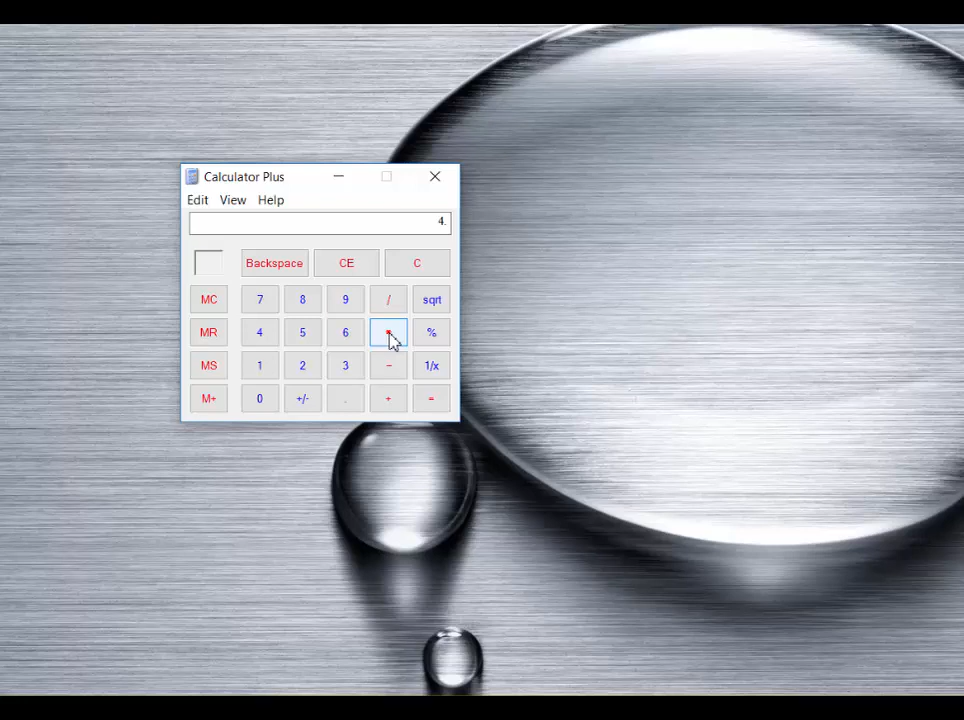 Calculator Plus
Edit View Help
4.
Backspace CE C
MC 7 8 9 / sqrt
MR 4 5 6 * %
MS 1 2 3 - 1/x
M+ 0 +/- . + =